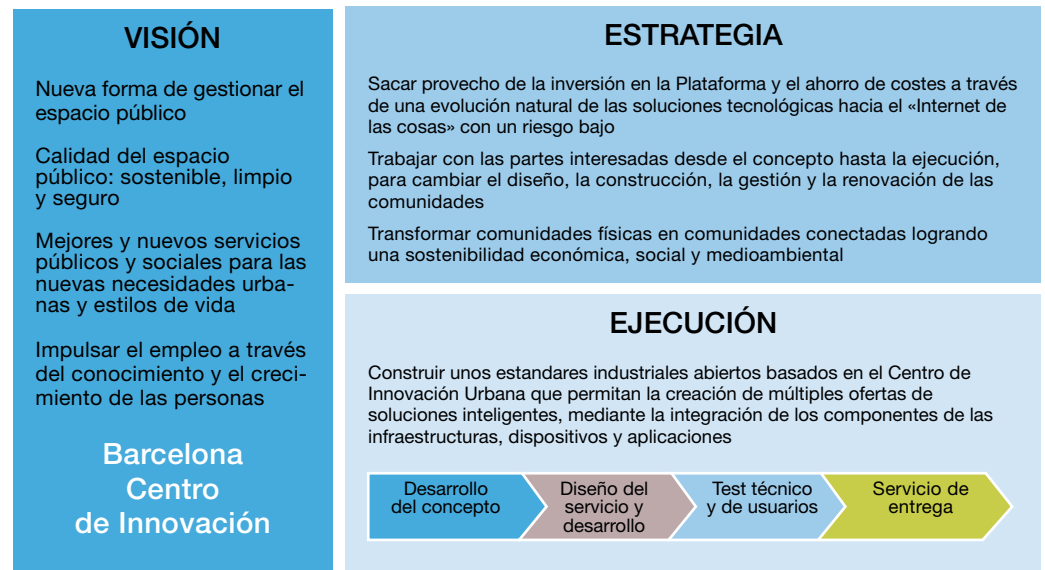 VISIÓN
Nueva forma de gestionar el
espacio público
Calidad del espacio
público: sostenible, limpio
y seguro
Mejores y nuevos servicios
públicos y sociales para las
nuevas necesidades urba-
nas y estilos de vida
Impulsar el empleo a través
del conocimiento y el creci-
miento de las personas
Barcelona
Centro
de Innovación
ESTRATEGIA
Sacar provecho de la inversión en la Plataforma y el ahorro de costes a través
de una evolución natural de las soluciones tecnológicas hacia el «Internet de
las cosas» con un riesgo bajo
Trabajar con las partes interesadas desde el concepto hasta la ejecución,
para cambiar el diseño, la construcción, la gestión y la renovación de las
comunidades
Transformar comunidades físicas en comunidades conectadas logrando
una sostenibilidad económica, social y medioambiental
EJECUCIÓN
Construir unos estandares industriales abiertos basados en el Centro de
Innovación Urbana que permitan la creación de múltiples ofertas de
soluciones inteligentes, mediante la integración de los componentes de las
infraestructuras, dispositivos y aplicaciones
Desarrollo
del concepto
Diseño del
servicio y
desarrollo
Test técnico
y de usuarios
Servicio de
entrega